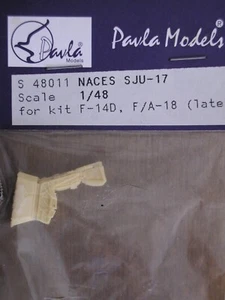 Pavla
Models
Pavla Models
S 48011 NACES SJU-17
Scale 1/48
for kit F-14D, F/A-18 (late